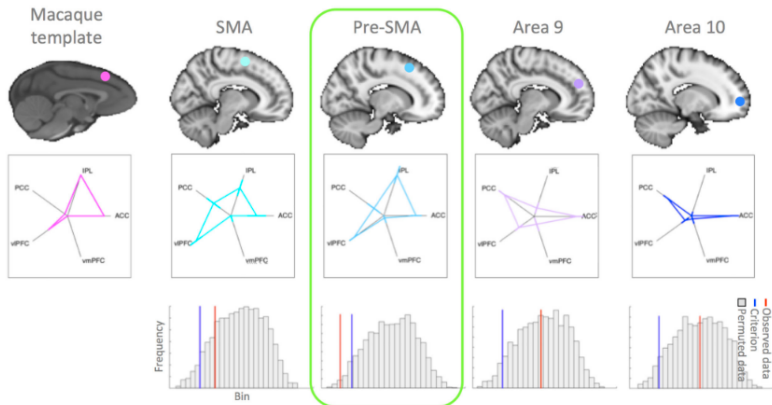 Macaque
template
SMA
Pre-SMA
Area 9
Area 10
IPL
PCC
ACC
vlPFC
vmPFC
IPL
PCC
ACC
vlPFC
vmPFC
IPL
PCC
ACC
vlPFC
vmPFC
IPL
PCC
ACC
vlPFC
vmPFC
IPL
PCC
ACC
vlPFC
vmPFC
Frequency
Bin
Observed data
Criterion
Permuted data